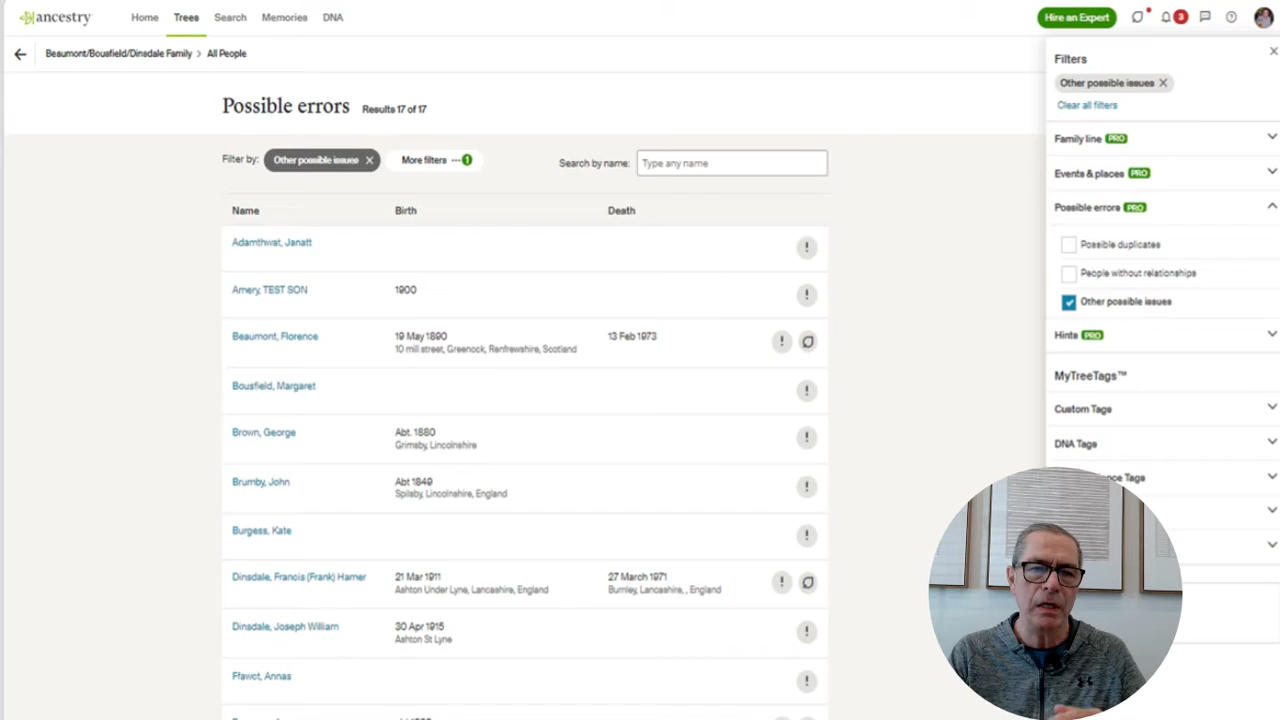 ancestry
Home Trees Search Memories DNA
Hire an Expert
3
Beaumont/Bousfield/Dinsdale Family > All People
Possible errors Results 17 of 17
Filter by: Other possible issues More filters 1
Search by name: Type any name
Name Birth Death
Adamthwat, Janatt
Amery, TEST SON 1900
Beaumont, Florence 19 May 1890 13 Feb 1973
10 mill street, Greenock, Renfrewshire, Scotland
Bousfield, Margaret
Brown, George Abt. 1880
Grimsby, Lincolnshire
Brumby, John Abt 1849
Spilsby, Lincolnshire, England
Burgess, Kate
Dinsdale, Francis (Frank) Hamer 21 Mar 1911 27 March 1971
Ashton Under Lyne, Lancashire, England Burnley, Lancashire, , England
Dinsdale, Joseph William 30 Apr 1915
Ashton St Lyne
Ffawct, Annas
Filters
Other possible issues
Clear all filters
Family line PRO
Events & places PRO
Possible errors PRO
Possible duplicates
People without relationships
Other possible issues
Hints PRO
MyTreeTags™
Custom Tags
DNA Tags
Tags